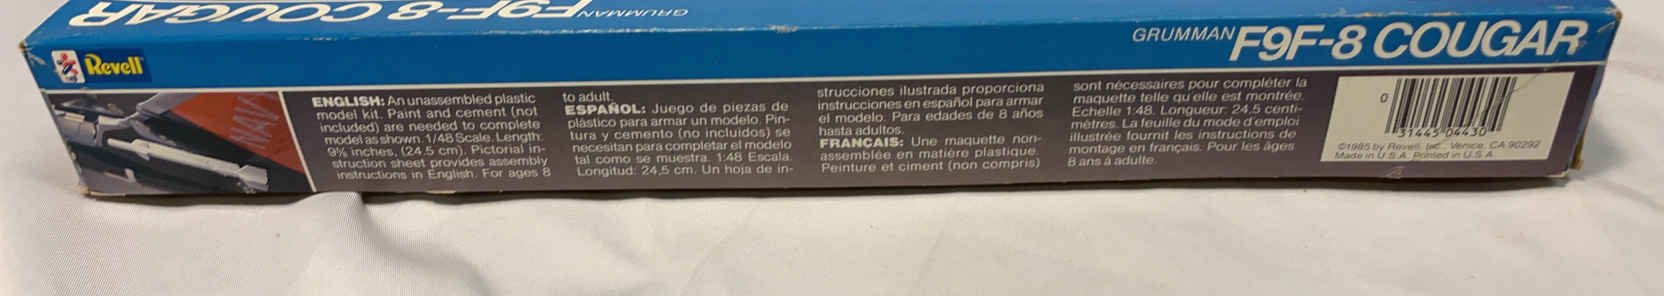 GRUMMAN F9F-8 COUGAR
Revell
GRUMMAN F9F-8 COUGAR
NAV
ENGLISH: An unassembled plastic
model kit. Paint and cement (not
included) are needed to complete
model as shown. 1/48 Scale. Length:
9⅝ inches, (24,5 cm). Pictorial in-
struction sheet provides assembly
instructions in English. For ages 8
to adult.
ESPAÑOL: Juego de piezas de
plástico para armar un modelo. Pin-
tura y cemento (no incluidos) se
necesitan para completar el modelo
tal como se muestra. 1:48 Escala.
Longitud: 24,5 cm. Un hoja de in-
strucciones ilustrada proporciona
instrucciones en español para armar
el modelo. Para edades de 8 años
hasta adultos.
FRANCAIS: Une maquette non-
assemblée en matière plastique.
Peinture et ciment (non compris)
sont nécessaires pour compléter la
maquette telle qu'elle est montrée.
Echelle 1:48. Longueur: 24,5 centi-
mètres. La feuille du mode d'emploi
illustrée fournit les instructions de
montage en français. Pour les âges
8 ans à adulte.
0 31445 04430
©1985 by Revell, Inc., Venice, CA 90292
Made in U.S.A. Printed in U.S.A.